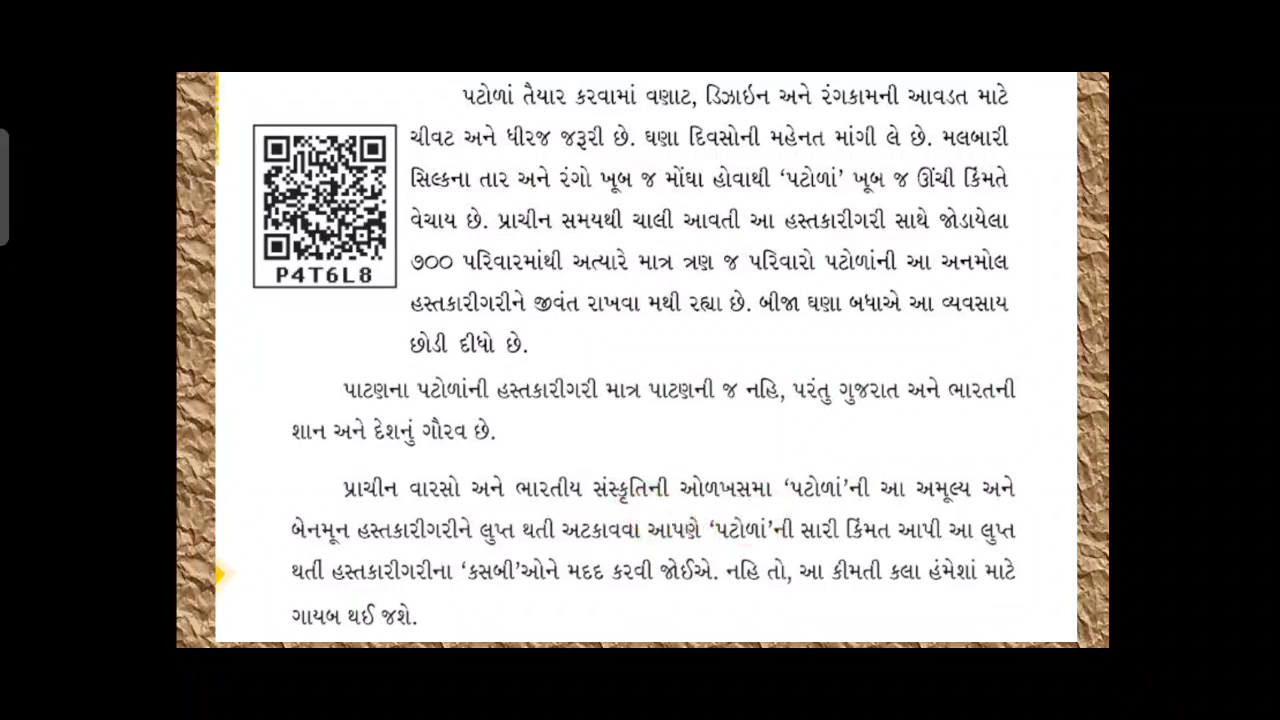 પટોળાં તૈયાર કરવામાં વણાટ, ડિઝાઇન અને રંગકામની આવડત માટે
ચીવટ અને ધીરજ જરૂરી છે. ઘણા દિવસોની મહેનત માંગી લે છે. મલબારી
સિલ્કના તાર અને રંગો ખૂબ જ મોંઘા હોવાથી ‘પટોળાં’ ખૂબ જ ઊંચી કિંમતે
વેચાય છે. પ્રાચીન સમયથી ચાલી આવતી આ હસ્તકારીગરી સાથે જોડાયેલા
૭૦૦ પરિવારમાંથી અત્યારે માત્ર ત્રણ જ પરિવારો પટોળાંની આ અનમોલ
હસ્તકારીગરીને જીવંત રાખવા મથી રહ્યા છે. બીજા ઘણા બધાએ આ વ્યવસાય
છોડી દીધો છે.
P4T6L8
પાટણના પટોળાંની હસ્તકારીગરી માત્ર પાટણની જ નહિ, પરંતુ ગુજરાત અને ભારતની
શાન અને દેશનું ગૌરવ છે.
પ્રાચીન વારસો અને ભારતીય સંસ્કૃતિની ઓળખસમા ‘પટોળાં’ની આ અમૂલ્ય અને
બેનમૂન હસ્તકારીગરીને લુપ્ત થતી અટકાવવા આપણે ‘પટોળાં’ની સારી કિંમત આપી આ લુપ્ત
થતી હસ્તકારીગરીના ‘કસબી’ઓને મદદ કરવી જોઈએ. નહિ તો, આ કીમતી કલા હંમેશાં માટે
ગાયબ થઈ જશે.